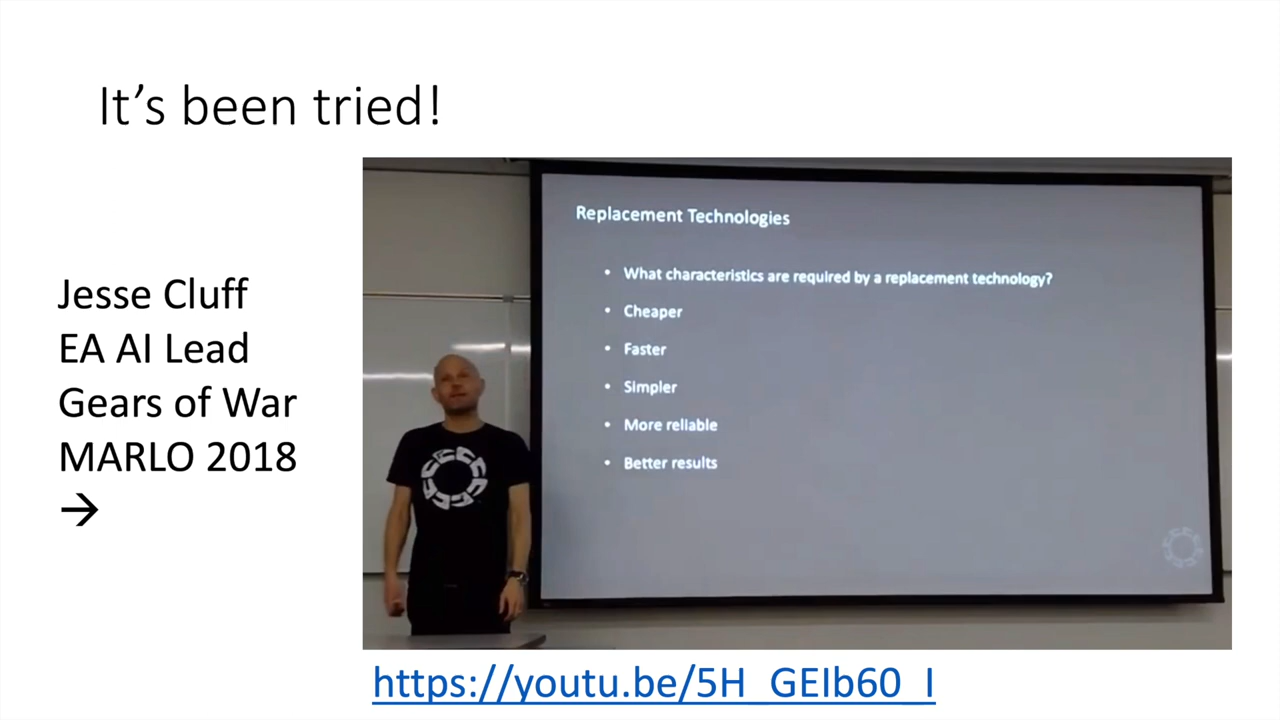 It's been tried!
Jesse Cluff
EA AI Lead
Gears of War
MARLO 2018
→
Replacement Technologies
• What characteristics are required by a replacement technology?
• Cheaper
• Faster
• Simpler
• More reliable
• Better results
https://youtu.be/5H_GEIb60_I